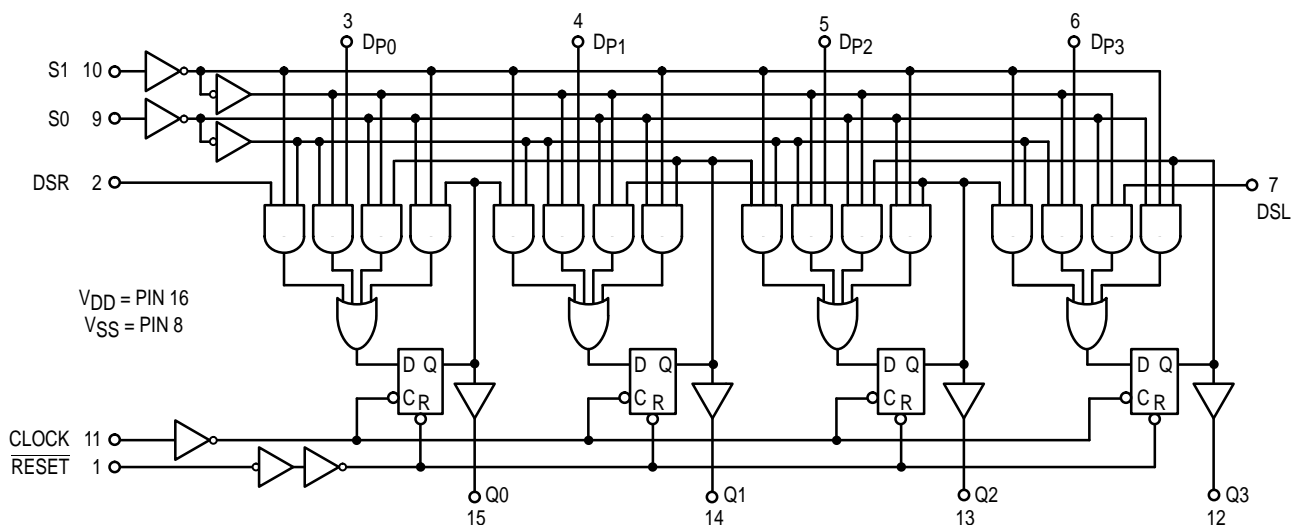 3 4 5 6
DP0 DP1 DP2 DP3
S1 10
S0 9
DSR 2
7
DSL
VDD = PIN 16
VSS = PIN 8
D Q D Q D Q D Q
C R C R C R C R
CLOCK 11
RESET 1
Q0 Q1 Q2 Q3
15 14 13 12